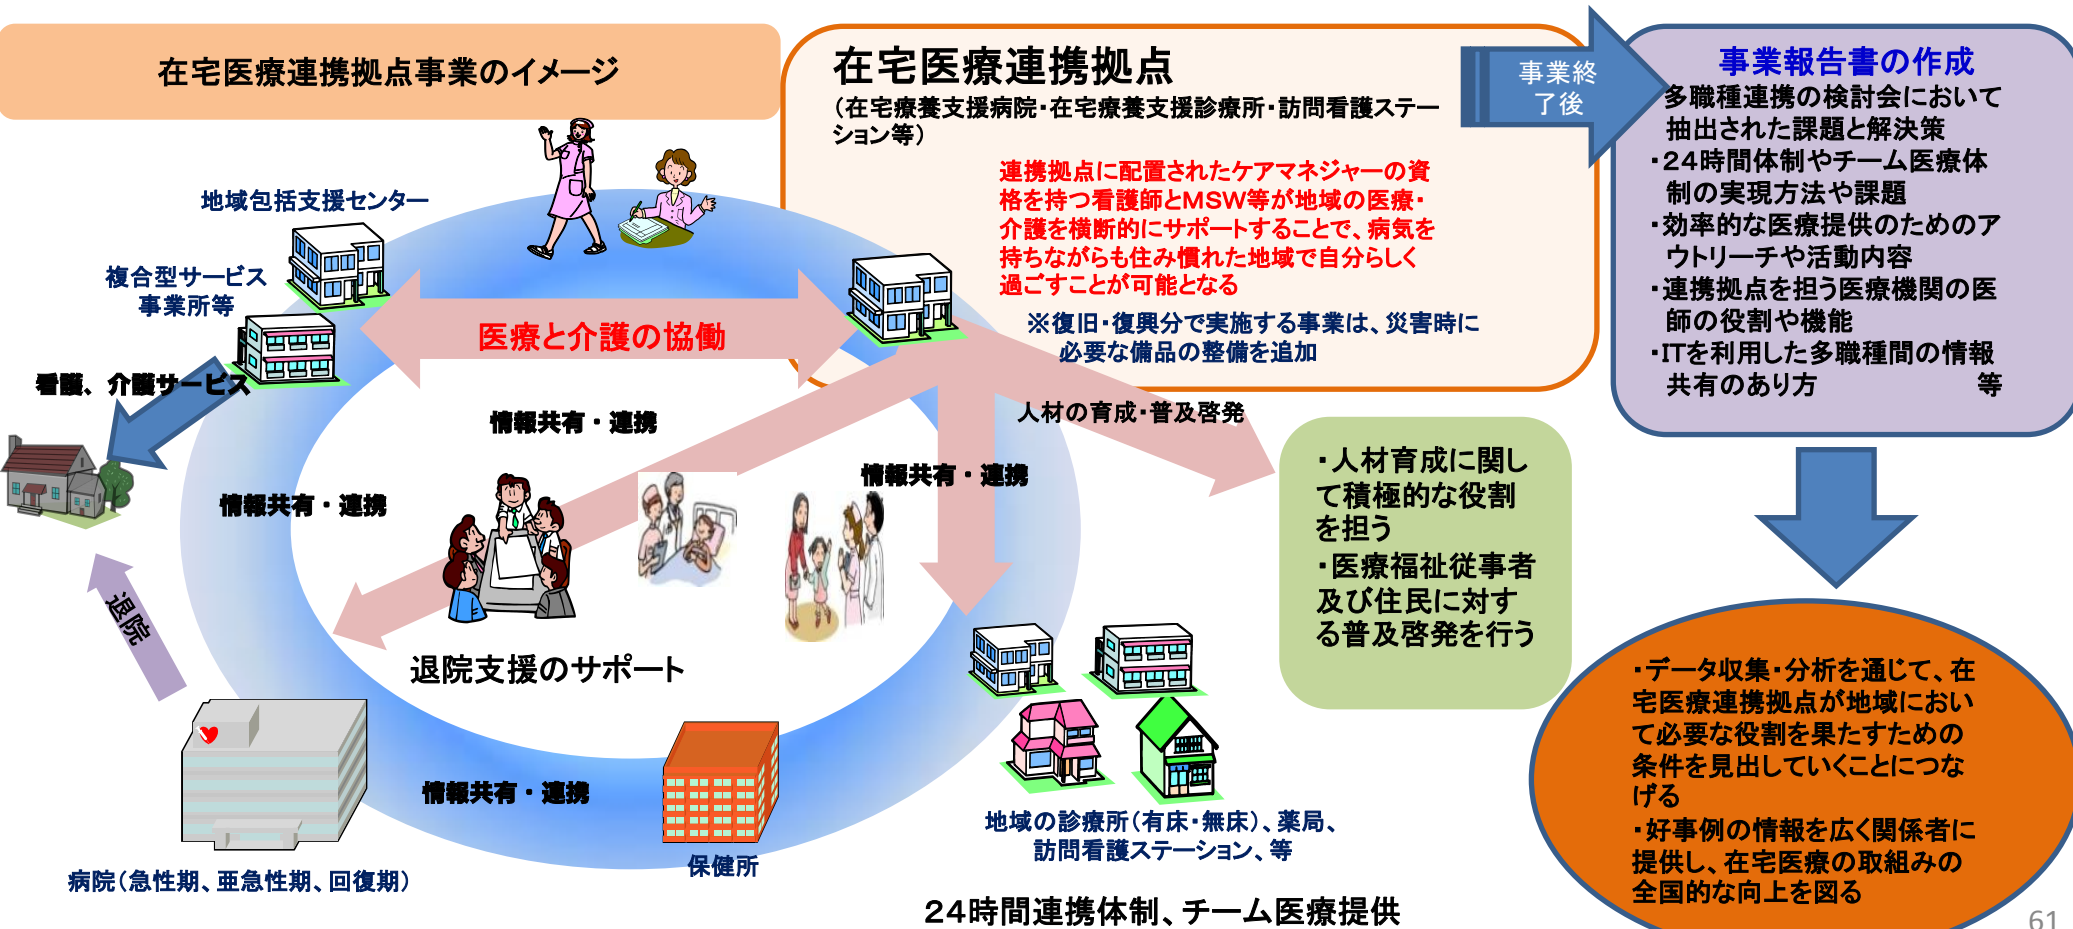 在宅医療連携拠点事業のイメージ
在宅医療連携拠点
（在宅療養支援病院・在宅療養支援診療所・訪問看護ステー
ション等）
連携拠点に配置されたケアマネジャーの資
格を持つ看護師とMSW等が地域の医療・
介護を横断的にサポートすることで、病気を
持ちながらも住み慣れた地域で自分らしく
過ごすことが可能となる
※復旧・復興分で実施する事業は、災害時に
必要な備品の整備を追加
事業終
了後
事業報告書の作成
多職種連携の検討会において
抽出された課題と解決策
・24時間体制やチーム医療体
制の実現方法や課題
・効率的な医療提供のためのア
ウトリーチや活動内容
・連携拠点を担う医療機関の医
師の役割や機能
・ITを利用した多職種間の情報
共有のあり方 等
地域包括支援センター
複合型サービス
事業所等
医療と介護の協働
看護、介護サービス
情報共有・連携
人材の育成・普及啓発
情報共有・連携
情報共有・連携
・人材育成に関し
て積極的な役割
を担う
・医療福祉従事者
及び住民に対す
る普及啓発を行う
退院
退院支援のサポート
・データ収集・分析を通じて、在
宅医療連携拠点が地域におい
て必要な役割を果たすための
条件を見出していくことにつな
げる
・好事例の情報を広く関係者に
提供し、在宅医療の取組みの
全国的な向上を図る
情報共有・連携
地域の診療所（有床・無床）、薬局、
訪問看護ステーション、等
保健所
病院（急性期、亜急性期、回復期）
24時間連携体制、チーム医療提供
61